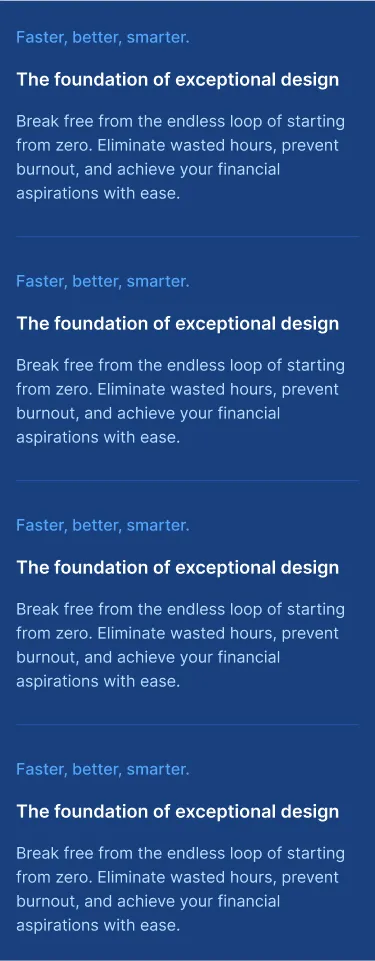 Faster, better, smarter.
The foundation of exceptional design
Break free from the endless loop of starting
from zero. Eliminate wasted hours, prevent
burnout, and achieve your financial
aspirations with ease.
Faster, better, smarter.
The foundation of exceptional design
Break free from the endless loop of starting
from zero. Eliminate wasted hours, prevent
burnout, and achieve your financial
aspirations with ease.
Faster, better, smarter.
The foundation of exceptional design
Break free from the endless loop of starting
from zero. Eliminate wasted hours, prevent
burnout, and achieve your financial
aspirations with ease.
Faster, better, smarter.
The foundation of exceptional design
Break free from the endless loop of starting
from zero. Eliminate wasted hours, prevent
burnout, and achieve your financial
aspirations with ease.